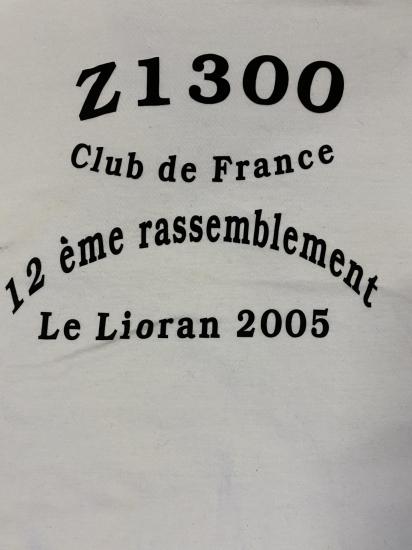 Z1300
Club de France
12 ème rassemblement
Le Lioran 2005